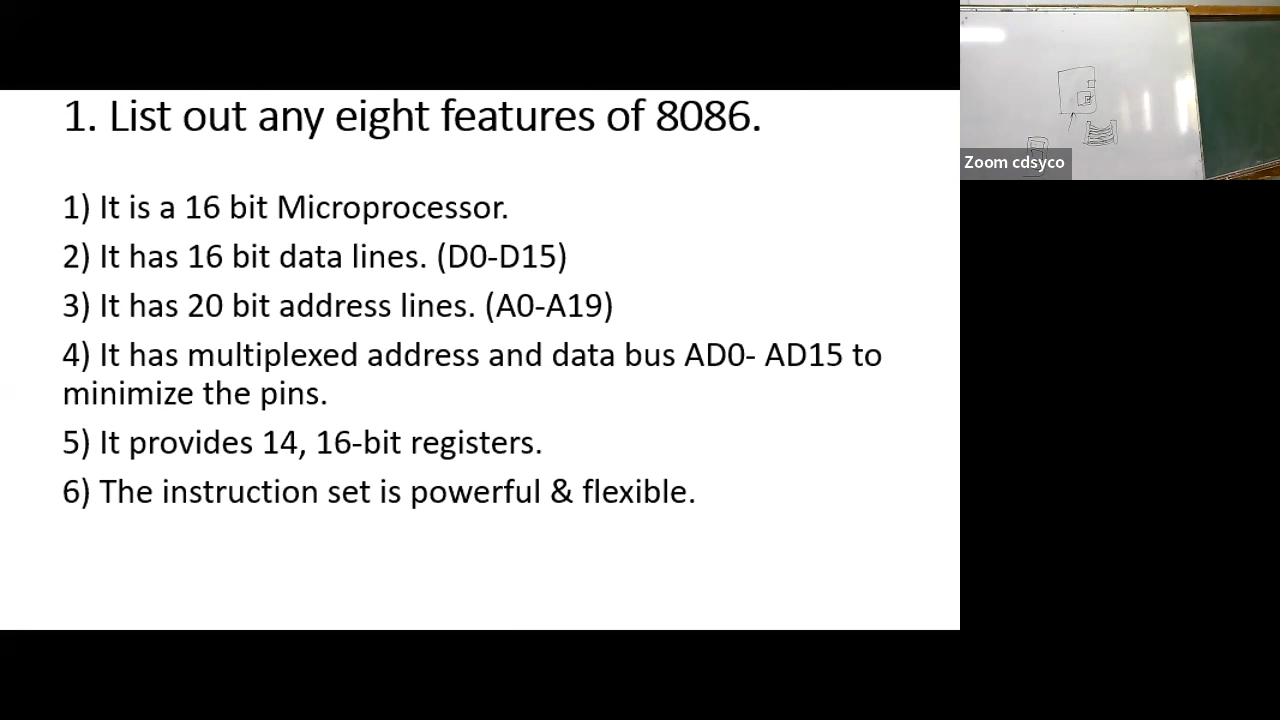 1. List out any eight features of 8086.
1) It is a 16 bit Microprocessor.
2) It has 16 bit data lines. (D0-D15)
3) It has 20 bit address lines. (A0-A19)
4) It has multiplexed address and data bus AD0- AD15 to
minimize the pins.
5) It provides 14, 16-bit registers.
6) The instruction set is powerful & flexible.
Zoom cdsyco